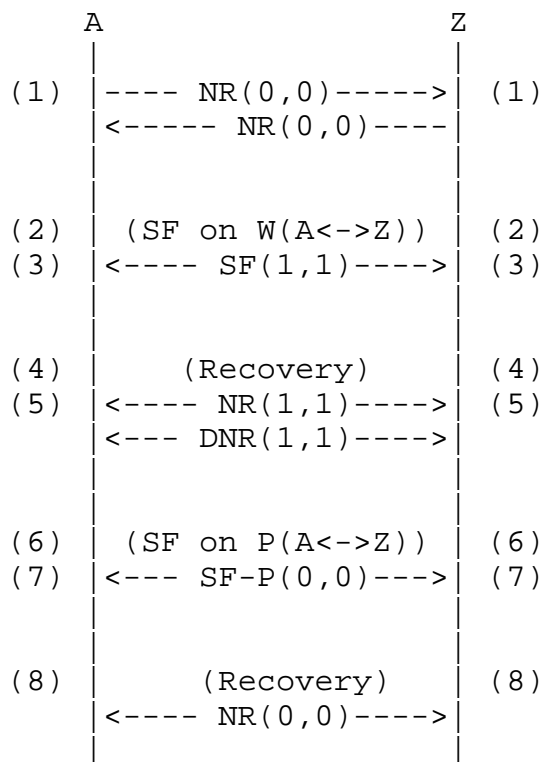 A Z
(1) |---- NR(0,0)----->| (1)
|<----- NR(0,0)----|
(2) | (SF on W(A<->Z)) | (2)
(3) |<---- SF(1,1)---->| (3)
(4) | (Recovery) | (4)
(5) |<---- NR(1,1)---->| (5)
|<--- DNR(1,1)--->|
(6) | (SF on P(A<->Z)) | (6)
(7) |<--- SF-P(0,0)--->| (7)
(8) | (Recovery) | (8)
|<---- NR(0,0)---->|